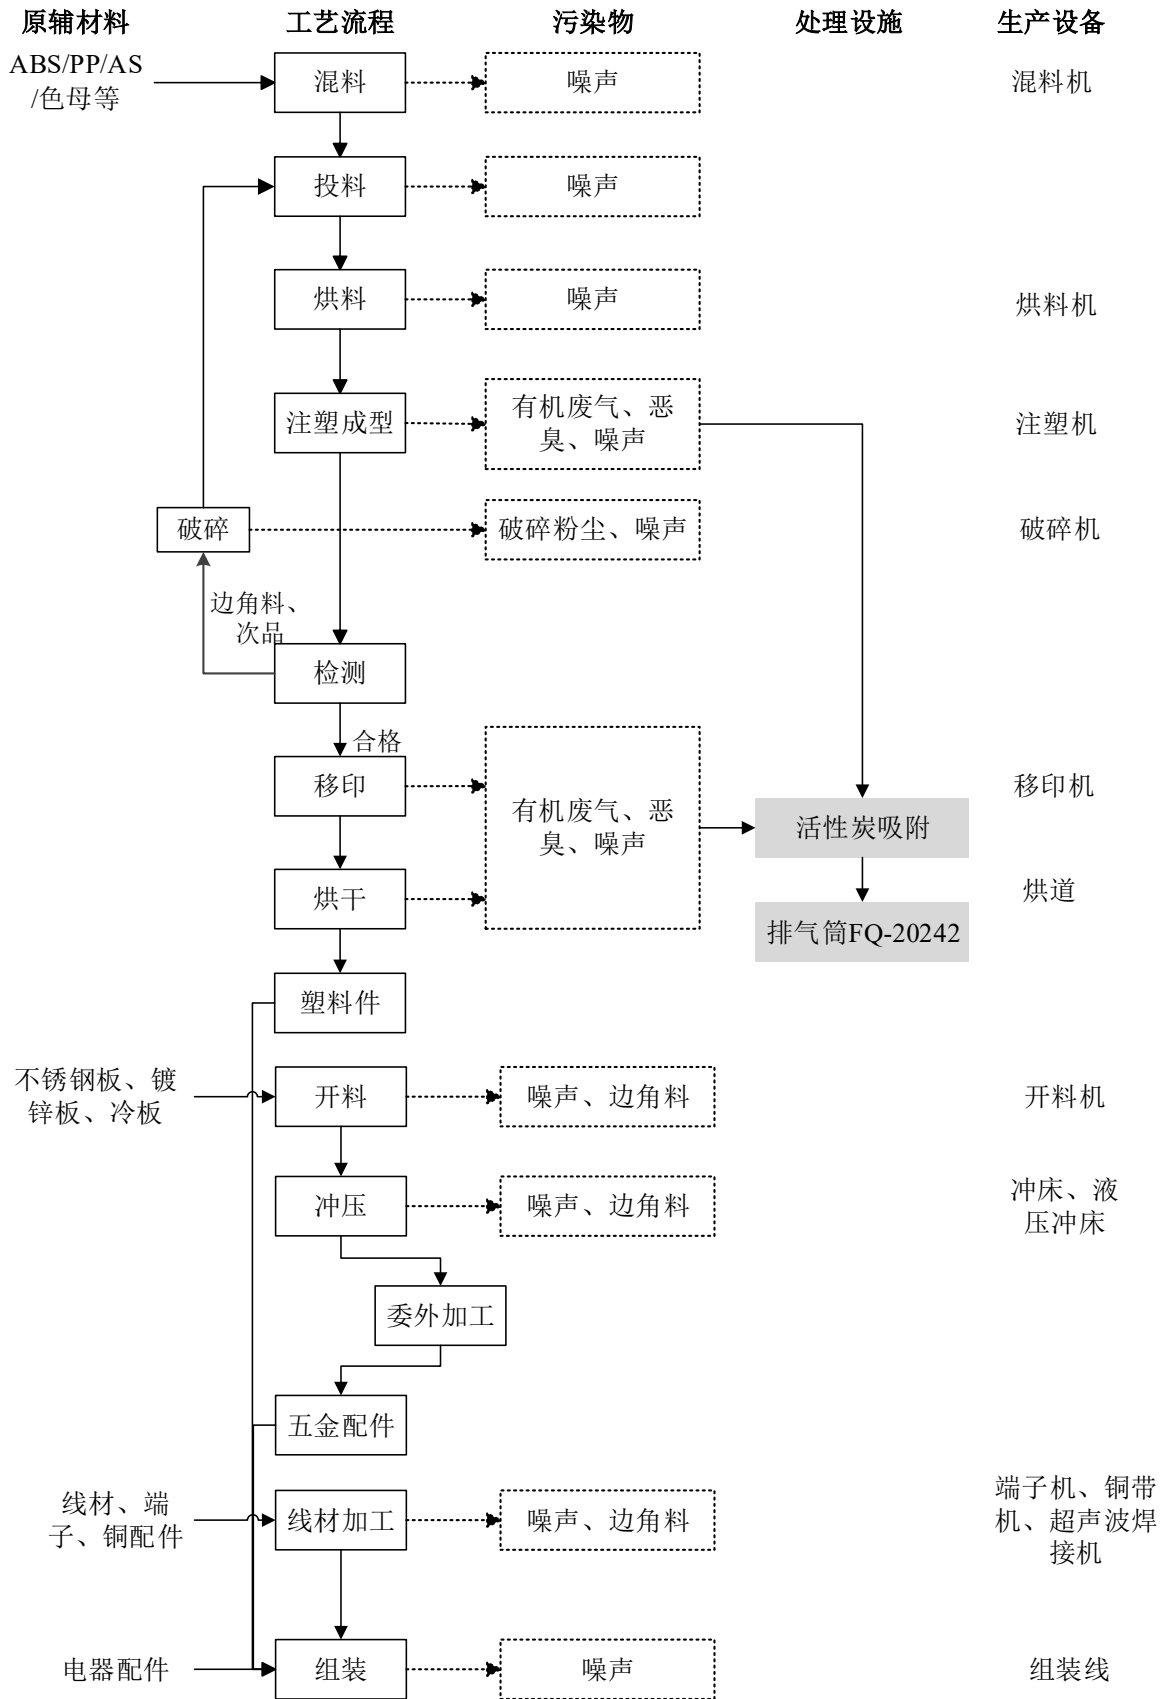 原辅材料 工艺流程 污染物 处理设施 生产设备
ABS/PP/AS
/色母等
混料 噪声 混料机
投料 噪声
烘料 噪声 烘料机
注塑成型
有机废气、恶
臭、噪声
注塑机
破碎 破碎粉尘、噪声 破碎机
边角料、
次品
检测
合格
移印 移印机
有机废气、恶
臭、噪声
活性炭吸附
烘干 烘道
排气筒FQ-20242
塑料件
不锈钢板、镀
锌板、冷板
开料 噪声、边角料 开料机
冲压 噪声、边角料
冲床、液
压冲床
委外加工
五金配件
线材、端
子、铜配件
线材加工 噪声、边角料
端子机、铜带
机、超声波焊
接机
电器配件 组装 噪声 组装线